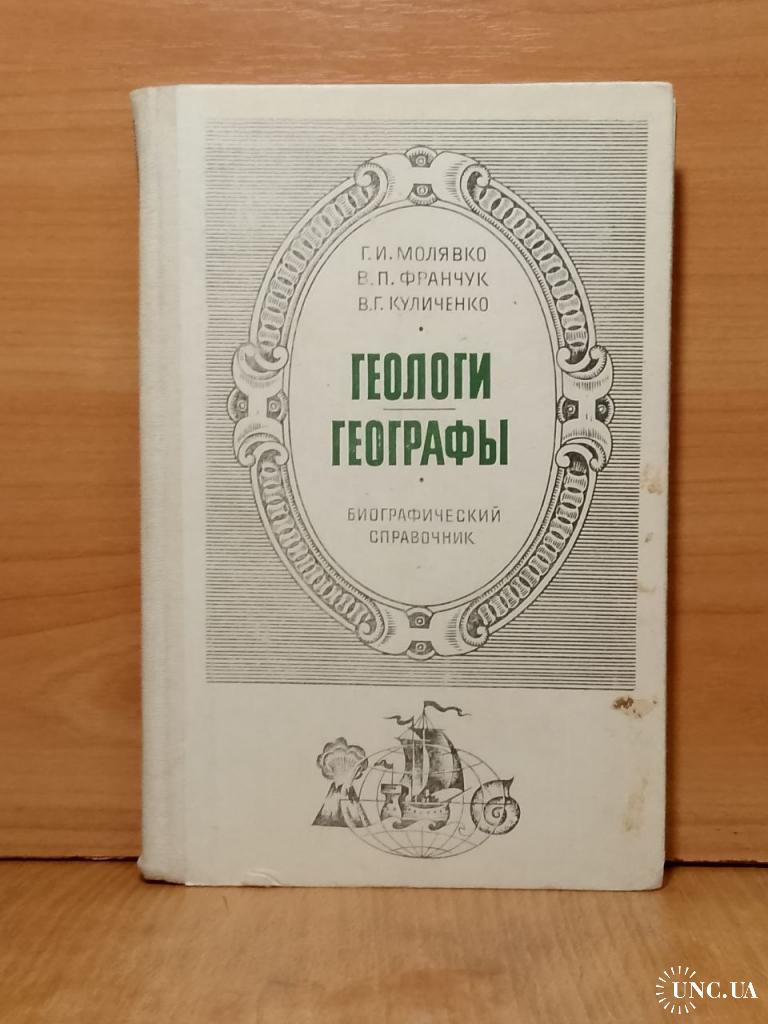 Г.И. МОЛЯВКО
В.П. ФРАНЧУК
В.Г. КУЛИЧЕНКО
ГЕОЛОГИ
ГЕОГРАФЫ
БИОГРАФИЧЕСКИЙ
СПРАВОЧНИК
UNC.UA